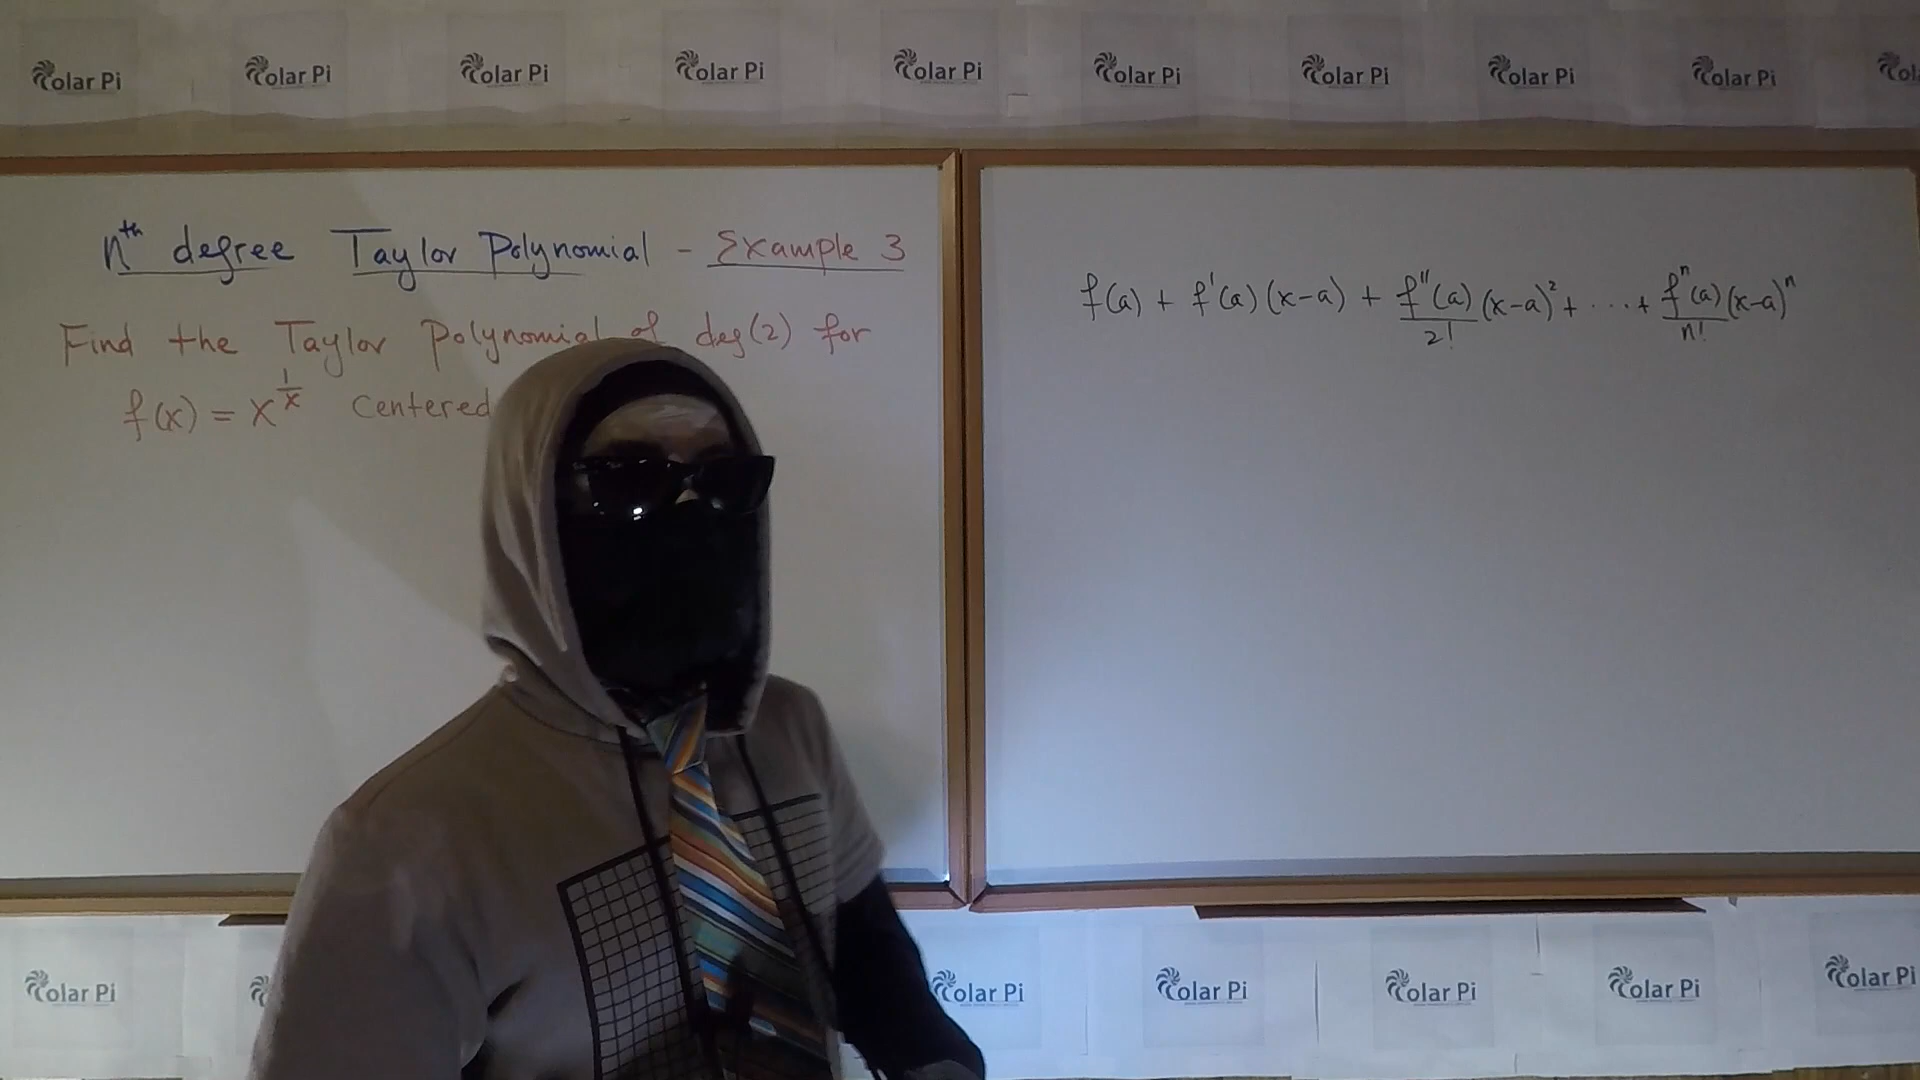 Colar Pi Colar Pi Colar Pi Colar Pi Colar Pi Colar Pi Colar Pi Colar Pi Colar Pi
nᵗʰ degree Taylor Polynomial - Example 3
Find the Taylor Polynomial of deg(2) for
f(x) = x^(1/x) Centered
f(a) + f'(a) (x-a) + f''(a)/2! (x-a)² + ... + fⁿ(a)/n! (x-a)ⁿ
Colar Pi Colar Pi Colar Pi Colar Pi Colar Pi Colar Pi